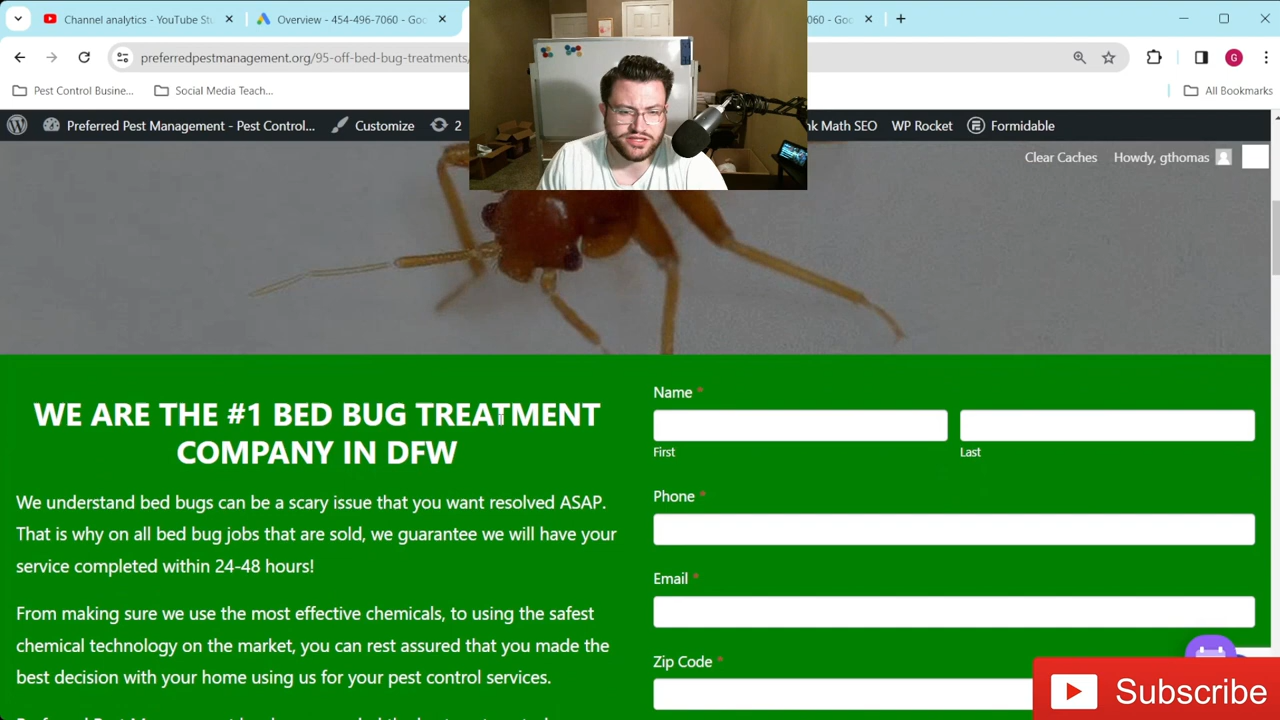 Channel analytics - YouTube Stu
Overview - 454-496-7060 - Goo
060 - Goo
preferredpestmanagement.org/95-off-bed-bug-treatments/
Pest Control Busine...
Social Media Teach...
All Bookmarks
Preferred Pest Management - Pest Control...
Customize
2
nk Math SEO
WP Rocket
Formidable
Clear Caches
Howdy, gthomas
WE ARE THE #1 BED BUG TREATMENT
COMPANY IN DFW
We understand bed bugs can be a scary issue that you want resolved ASAP.
That is why on all bed bug jobs that are sold, we guarantee we will have your
service completed within 24-48 hours!
From making sure we use the most effective chemicals, to using the safest
chemical technology on the market, you can rest assured that you made the
best decision with your home using us for your pest control services.
Name *
First
Last
Phone *
Email *
Zip Code *
G
Subscribe